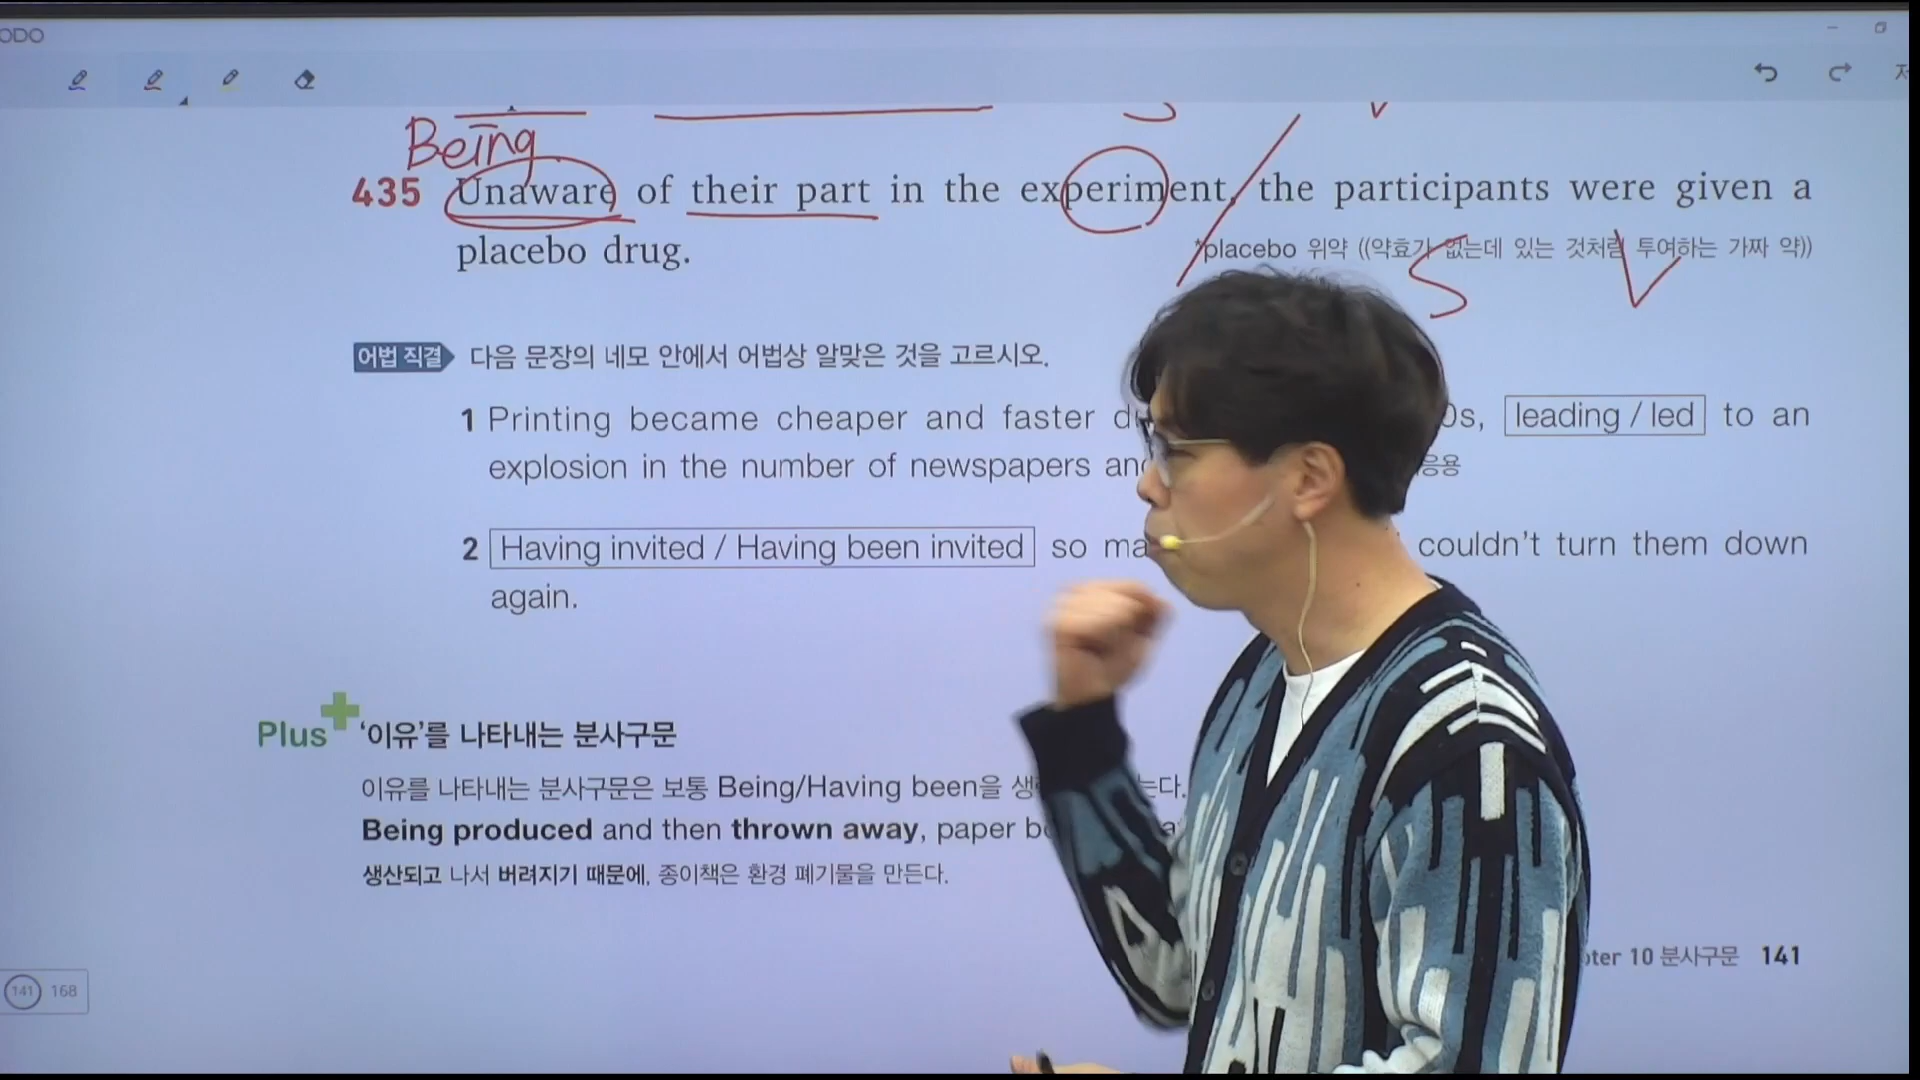 ODO
Being
435 Unaware of their part in the experiment, the participants were given a
placebo drug.
*placebo 위약 ((약효가 없는데 있는 것처럼 투여하는 가짜 약))
S V
어법 직결 다음 문장의 네모 안에서 어법상 알맞은 것을 고르시오.
1 Printing became cheaper and faster leading / led to an
explosion in the number of newspapers 응용
2 Having invited / Having been invited so couldn't turn them down
again.
Plus '이유'를 나타내는 분사구문
이유를 나타내는 분사구문은 보통 Being/Having been을
Being produced and then thrown away, paper
생산되고 나서 버려지기 때문에, 종이책은 환경 폐기물을 만든다.
10 분사구문 141
141 168